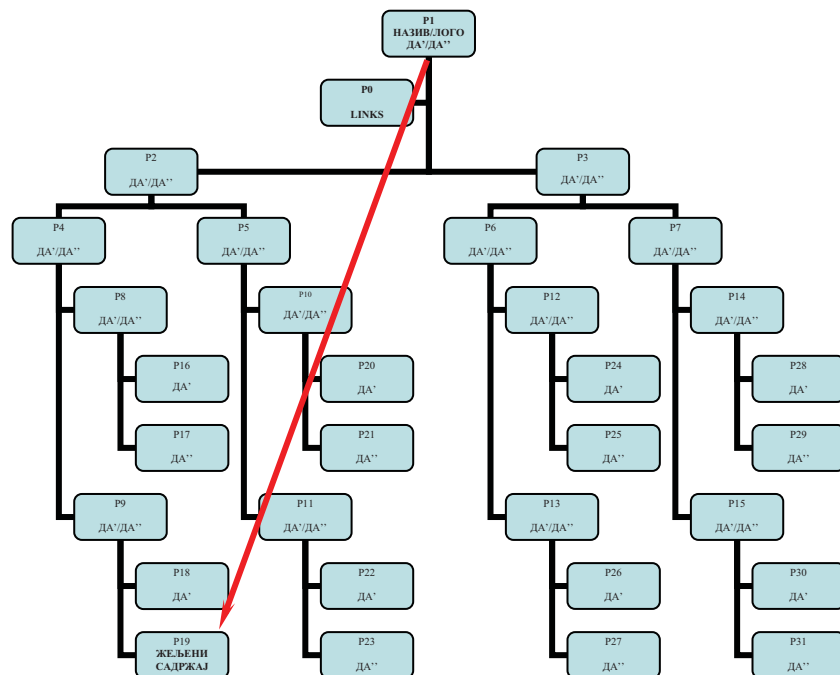 P1
НАЗИВ/ЛОГО
ДА’/ДА’’
P0
LINKS
P2
ДА’/ДА’’
P3
ДА’/ДА’’
P4
ДА’/ДА’’
P5
ДА’/ДА’’
P6
ДА’/ДА’’
P7
ДА’/ДА’’
P8
ДА’/ДА’’
P10
ДА’/ДА’’
P12
ДА’/ДА’’
P14
ДА’/ДА’’
P16
ДА’
P20
ДА’
P24
ДА’
P28
ДА’
P17
ДА’’
P21
ДА’’
P25
ДА’’
P29
ДА’’
P9
ДА’/ДА’’
P11
ДА’/ДА’’
P13
ДА’/ДА’’
P15
ДА’/ДА’’
P18
ДА’
P22
ДА’
P26
ДА’
P30
ДА’
P19
ЖЕЉЕНИ
САДРЖАЈ
P23
ДА’’
P27
ДА’’
P31
ДА’’